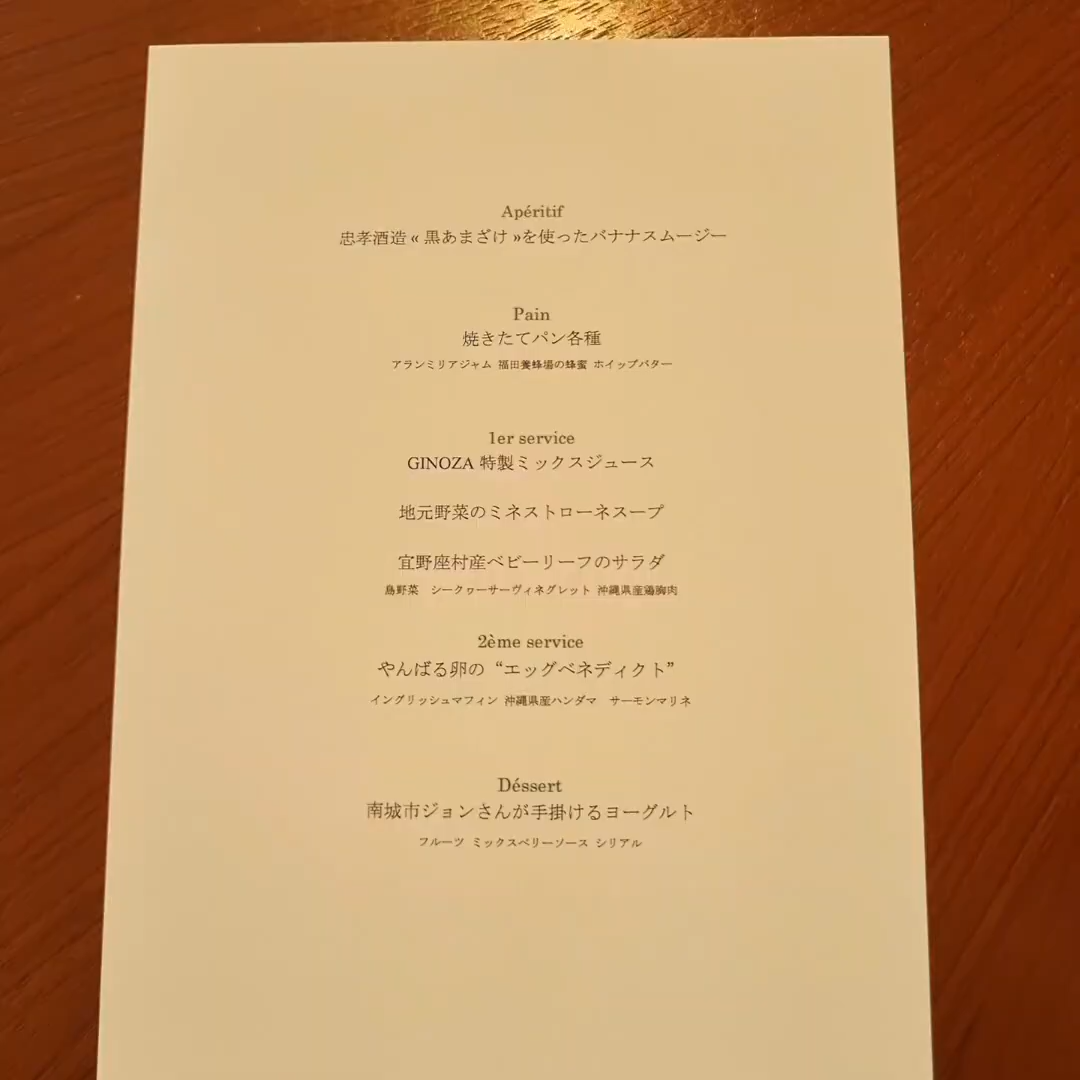 Apéritif
忠孝酒造 « 黒あまざけ »を使ったバナナスムージー
Pain
焼きたてパン各種
アランミリアジャム 福田養蜂場の蜂蜜 ホイップバター
1er service
GINOZA 特製ミックスジュース
地元野菜のミネストローネスープ
宜野座村産ベビーリーフのサラダ
島野菜 シークヮーサーヴィネグレット 沖縄県産鶏胸肉
2ème service
やんばる卵の “エッグベネディクト”
イングリッシュマフィン 沖縄県産ハンダマ サーモンマリネ
Déssert
南城市ジョンさんが手掛けるヨーグルト
フルーツ ミックスベリーソース シリアル